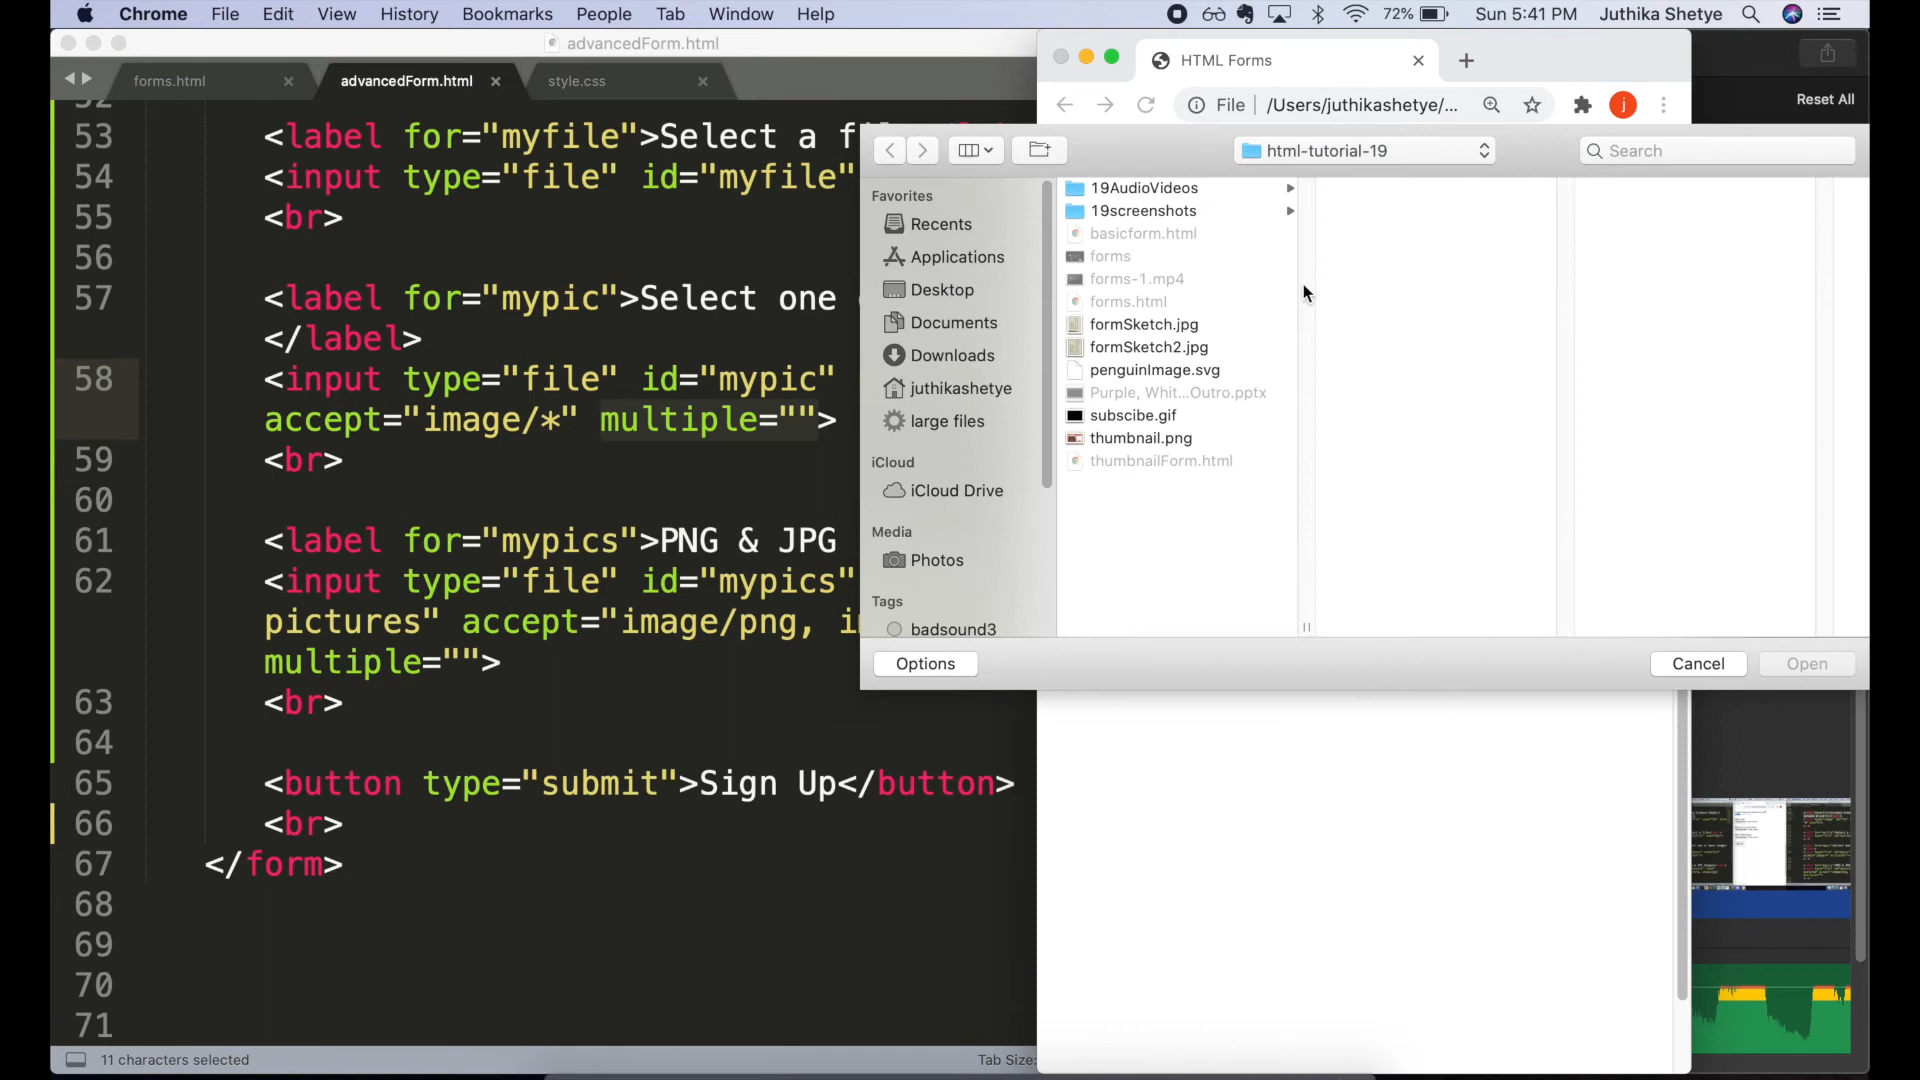 Chrome File Edit View History Bookmarks People Tab Window Help 72% Sun 5:41 PM Juthika Shetye
advancedForm.html
forms.html advancedForm.html style.css
53 <label for="myfile">Select a
54 <input type="file" id="myfile"
55 <br>
56
57 <label for="mypic">Select one
</label>
58 <input type="file" id="mypic"
accept="image/*" multiple="">
59 <br>
60
61 <label for="mypics">PNG & JPG
62 <input type="file" id="mypics"
pictures" accept="image/png,
multiple="">
63 <br>
64
65 <button type="submit">Sign Up</button>
66 <br>
67 </form>
68
69
70
71
11 characters selected
Tab Size:
HTML Forms
File /Users/juthikashetye/... j
Reset All
html-tutorial-19
Search
Favorites
Recents
Applications
Desktop
Documents
Downloads
juthikashetye
large files
iCloud
iCloud Drive
Media
Photos
Tags
badsound3
19AudioVideos
19screenshots
basicform.html
forms
forms-1.mp4
forms.html
formSketch.jpg
formSketch2.jpg
penguinImage.svg
Purple, Whit...Outro.pptx
subscibe.gif
thumbnail.png
thumbnailForm.html
Options
Cancel
Open